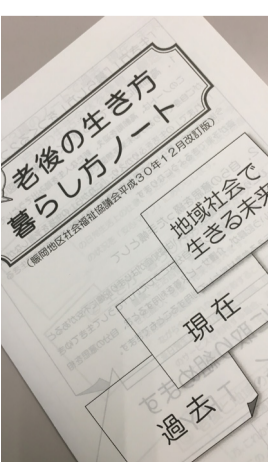 老後の生き方
暮らし方ノート
(飯岡地区社会福祉協議会平成30年12月改訂版)
地域社会で
生きる未来
現在
過去